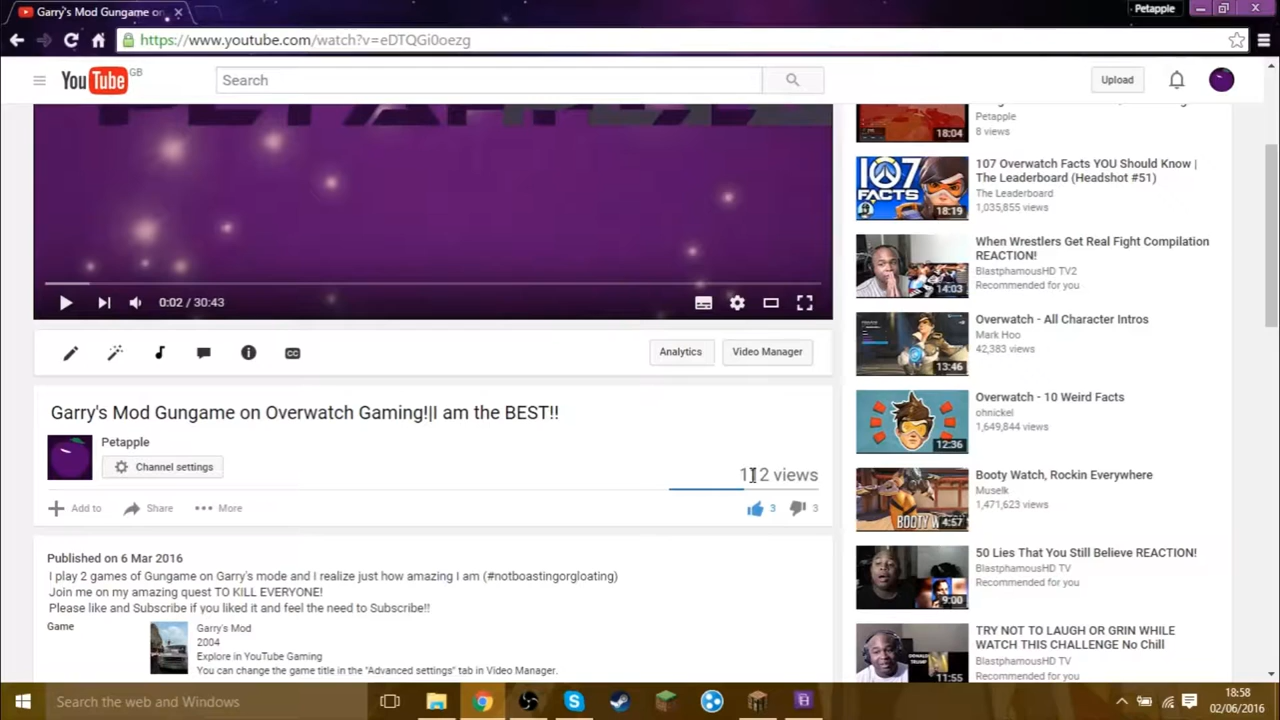 Garry's Mod Gungame on
Petapple
https://www.youtube.com/watch?v=eDTQGi0oezg
YouTube GB
Search
Upload
0:02 / 30:43
CC
Analytics
Video Manager
Garry's Mod Gungame on Overwatch Gaming!|I am the BEST!!
Petapple
Channel settings
views
Add to
Share
More
3
3
Published on 6 Mar 2016
I play 2 games of Gungame on Garry's mode and I realize just how amazing I am (#notboastingorgloating)
Join me on my amazing quest TO KILL EVERYONE!
Please like and Subscribe if you liked it and feel the need to Subscribe!!
Game
Garry's Mod
2004
Explore in YouTube Gaming
You can change the game title in the "Advanced settings" tab in Video Manager.
18:04
Petapple
8 views
107 FACTS
18:19
107 Overwatch Facts YOU Should Know |
The Leaderboard (Headshot #51)
The Leaderboard
1,035,855 views
14:03
When Wrestlers Get Real Fight Compilation
REACTION!
BlastphamousHD TV2
Recommended for you
13:46
Overwatch - All Character Intros
Mark Hoo
42,383 views
12:36
Overwatch - 10 Weird Facts
ohnickel
1,649,844 views
BOOTY
4:57
Booty Watch, Rockin Everywhere
Muselk
1,471,623 views
9:00
50 Lies That You Still Believe REACTION!
BlastphamousHD TV
Recommended for you
11:55
TRY NOT TO LAUGH OR GRIN WHILE
WATCH THIS CHALLENGE No Chill
BlastphamousHD TV
Recommended for you
Search the web and Windows
18:58
02/06/2016